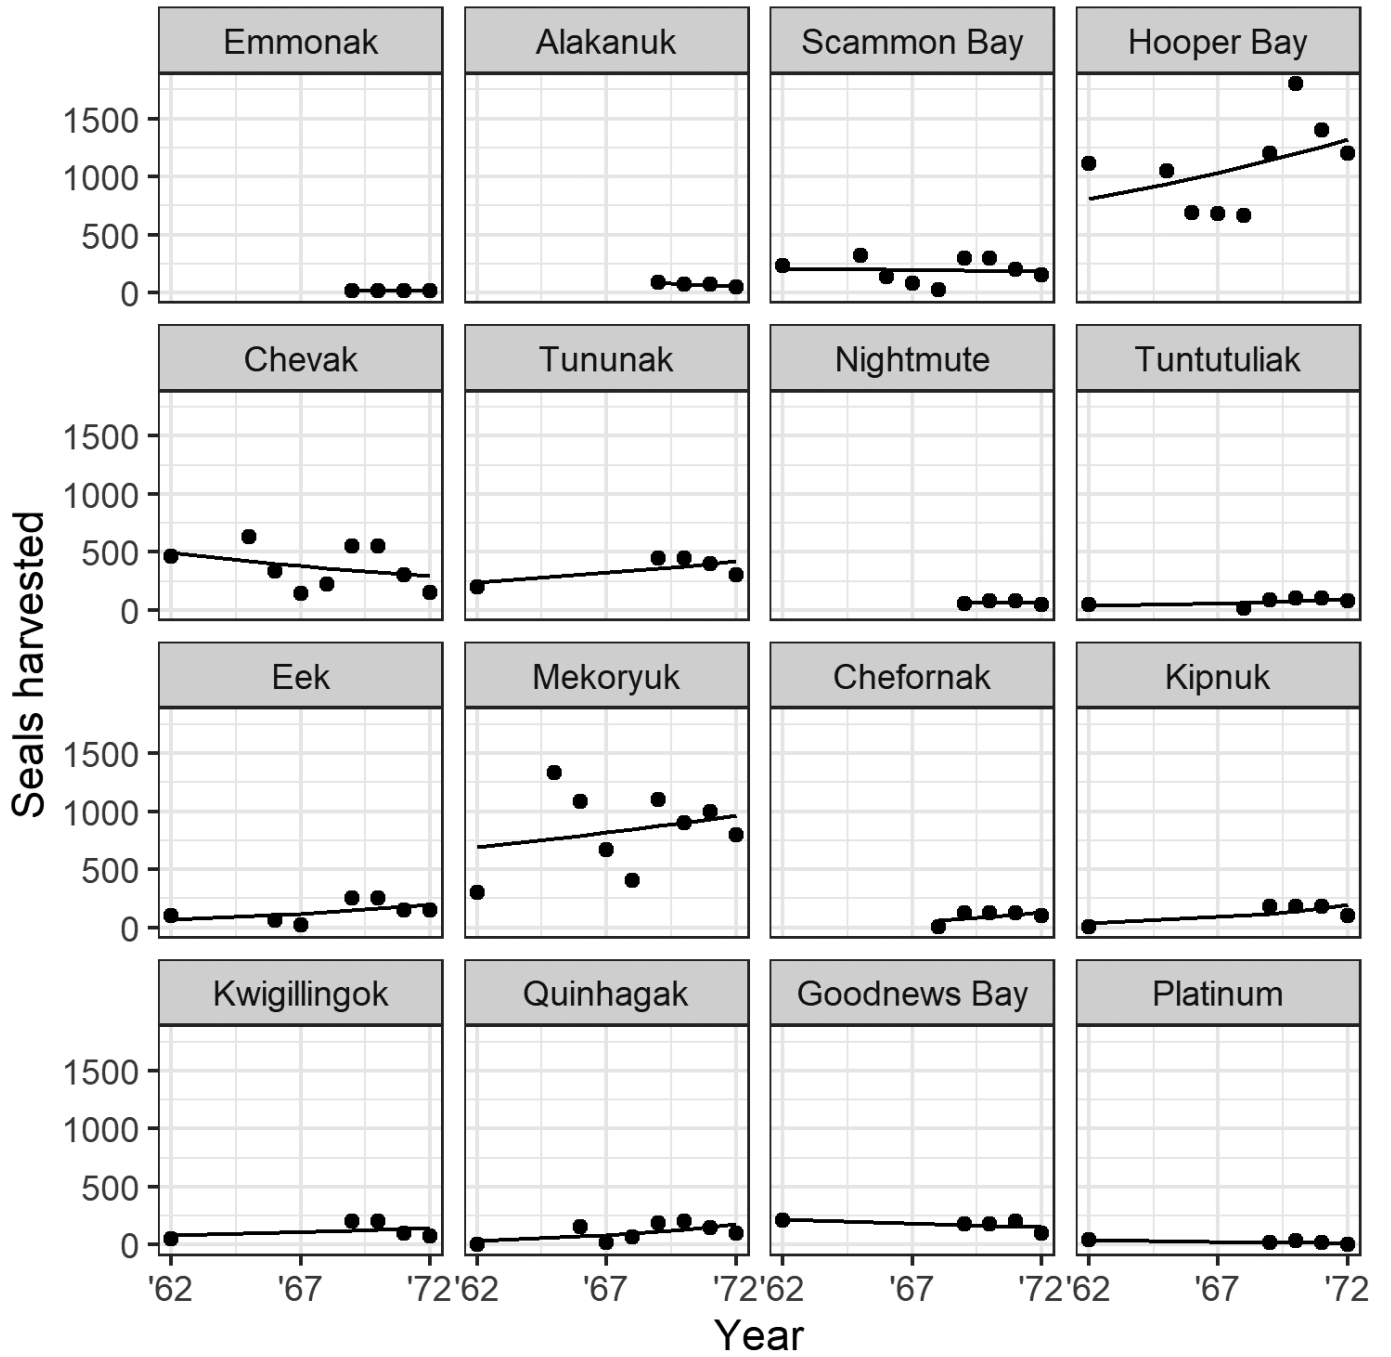 Emmonak Alakanuk Scammon Bay Hooper Bay
1500
1000
500
0
Chevak Tununak Nightmute Tuntutuliak
1500
1000
500
0
Eek Mekoryuk Chefornak Kipnuk
1500
1000
500
0
Kwigillingok Quinhagak Goodnews Bay Platinum
1500
1000
500
0
'62 '67 '72 '62 '67 '72 '62 '67 '72 '62 '67 '72
Year
Seals harvested